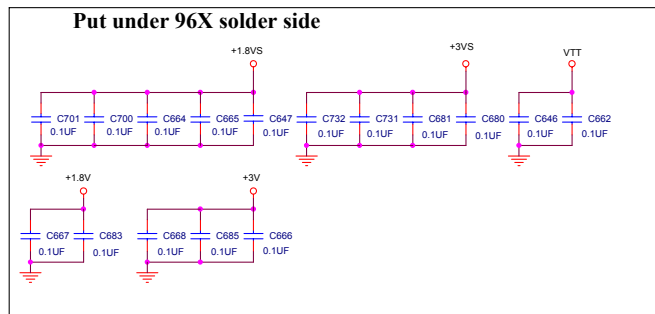 Put under 96X solder side
+1.8VS
+3VS
VTT
C701 C700 C664 C665 C647 C732 C731 C681 C680 C646 C662
0.1UF 0.1UF 0.1UF 0.1UF 0.1UF 0.1UF 0.1UF 0.1UF 0.1UF 0.1UF 0.1UF
+1.8V
+3V
C667 C683 C668 C685 C666
0.1UF 0.1UF 0.1UF 0.1UF 0.1UF